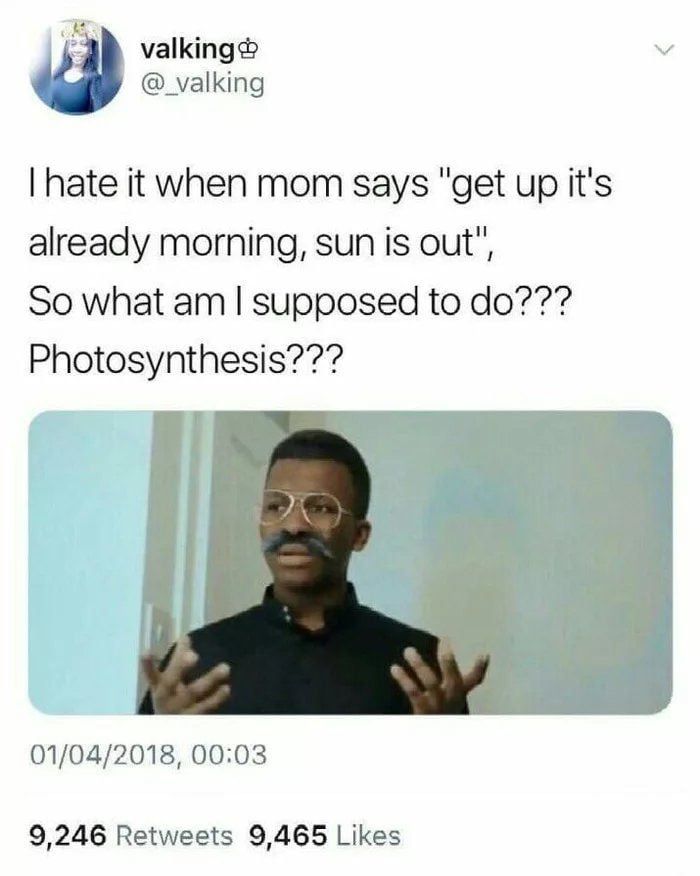 valking♔
@_valking
I hate it when mom says "get up it's
already morning, sun is out",
So what am I supposed to do???
Photosynthesis???
01/04/2018, 00:03
9,246 Retweets 9,465 Likes